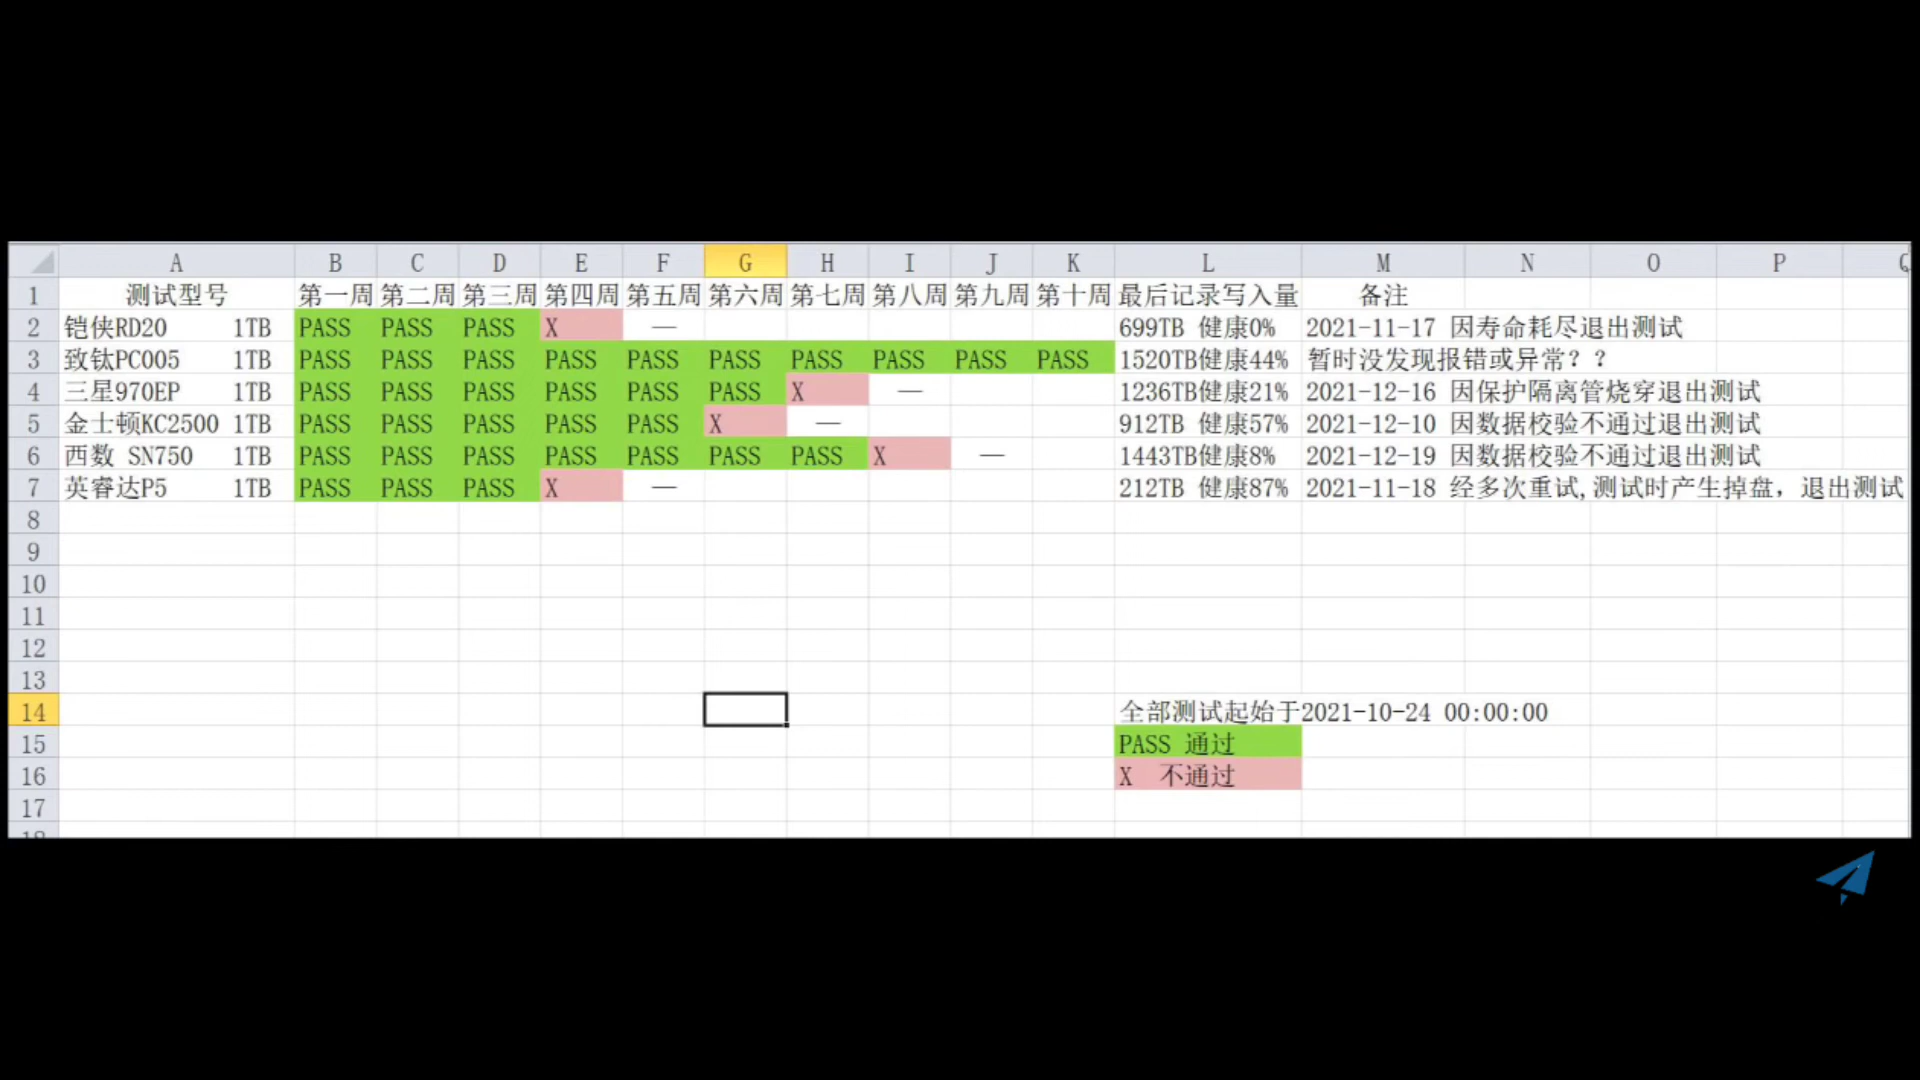 A B C D E F G H I J K L M N O P
1 测试型号 第一周 第二周 第三周 第四周 第五周 第六周 第七周 第八周 第九周 第十周 最后记录写入量 备注
2 铠侠RD20 1TB PASS PASS PASS X — 699TB 健康0% 2021-11-17 因寿命耗尽退出测试
3 致钛PC005 1TB PASS PASS PASS PASS PASS PASS PASS PASS PASS PASS 1520TB健康44% 暂时没发现报错或异常？？
4 三星970EP 1TB PASS PASS PASS PASS PASS PASS X — 1236TB健康21% 2021-12-16 因保护隔离管烧穿退出测试
5 金士顿KC2500 1TB PASS PASS PASS PASS PASS X — 912TB 健康57% 2021-12-10 因数据校验不通过退出测试
6 西数 SN750 1TB PASS PASS PASS PASS PASS PASS PASS X — 1443TB健康8% 2021-12-19 因数据校验不通过退出测试
7 英睿达P5 1TB PASS PASS PASS X — 212TB 健康87% 2021-11-18 经多次重试,测试时产生掉盘，退出测试
8
9
10
11
12
13
14 全部测试起始于2021-10-24 00:00:00
15 PASS 通过
16 X 不通过
17